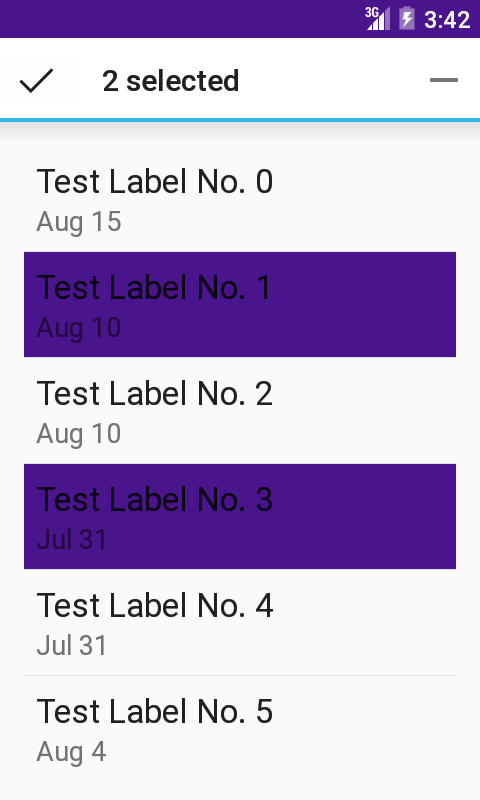 3G 3:42
2 selected
Test Label No. 0
Aug 15
Test Label No. 1
Aug 10
Test Label No. 2
Aug 10
Test Label No. 3
Jul 31
Test Label No. 4
Jul 31
Test Label No. 5
Aug 4